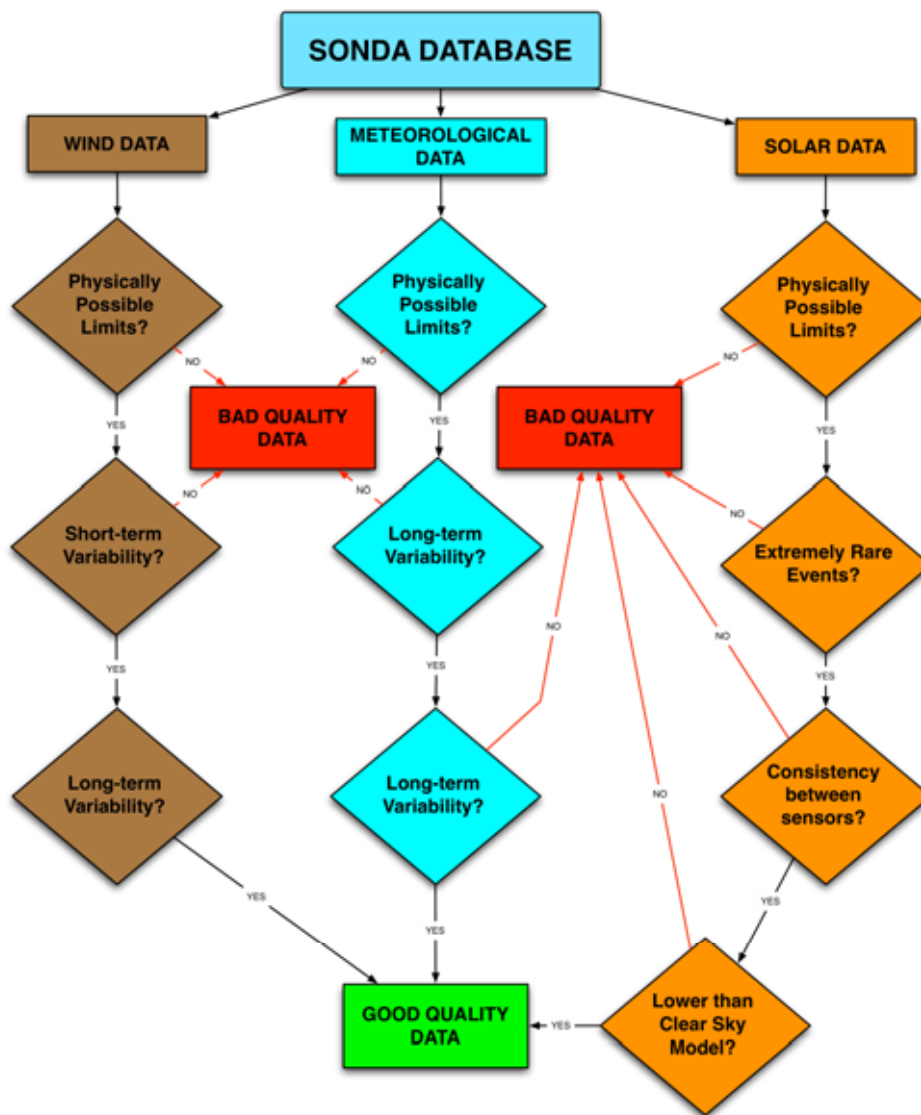 SONDA DATABASE
WIND DATA
METEOROLOGICAL
DATA
SOLAR DATA
Physically
Possible
Limits?
Physically
Possible
Limits?
Physically
Possible
Limits?
NO
NO
NO
BAD QUALITY
DATA
BAD QUALITY
DATA
YES
YES
YES
NO
NO
NO
Short-term
Variability?
Long-term
Variability?
Extremely Rare
Events?
NO
NO
YES
YES
YES
Long-term
Variability?
Long-term
Variability?
Consistency
between
sensors?
NO
YES
YES
YES
GOOD QUALITY
DATA
YES
Lower than
Clear Sky
Model?